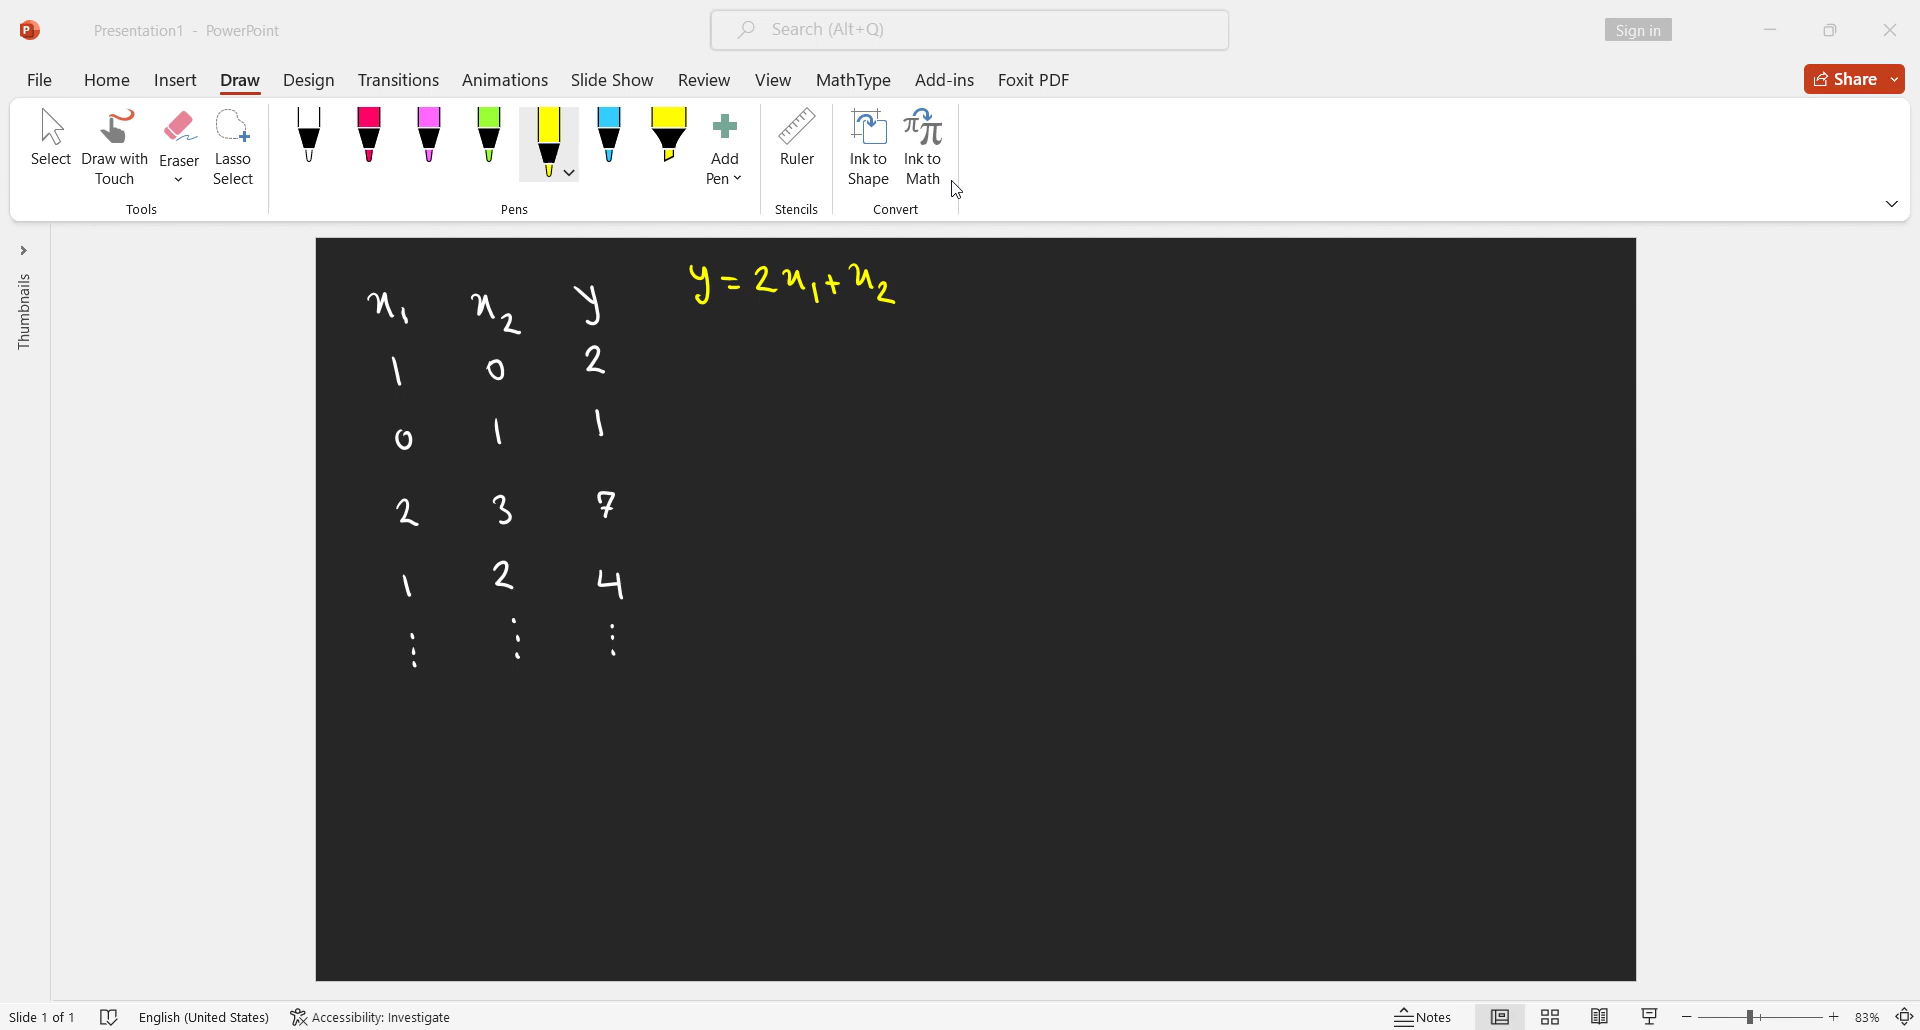 Presentation1 - PowerPoint
Search (Alt+Q)
Sign in
File Home Insert Draw Design Transitions Animations Slide Show Review View MathType Add-ins Foxit PDF
Share
Select Draw with Touch Eraser Lasso Select
Add Pen
Ruler
Ink to Shape Ink to Math
Tools Pens Stencils Convert
Thumbnails
y = 2x₁ + x₂
x₁ x₂ y
1 0 2
0 1 1
2 3 7
1 2 4
⋮ ⋮ ⋮
Slide 1 of 1 English (United States) Accessibility: Investigate Notes 83%